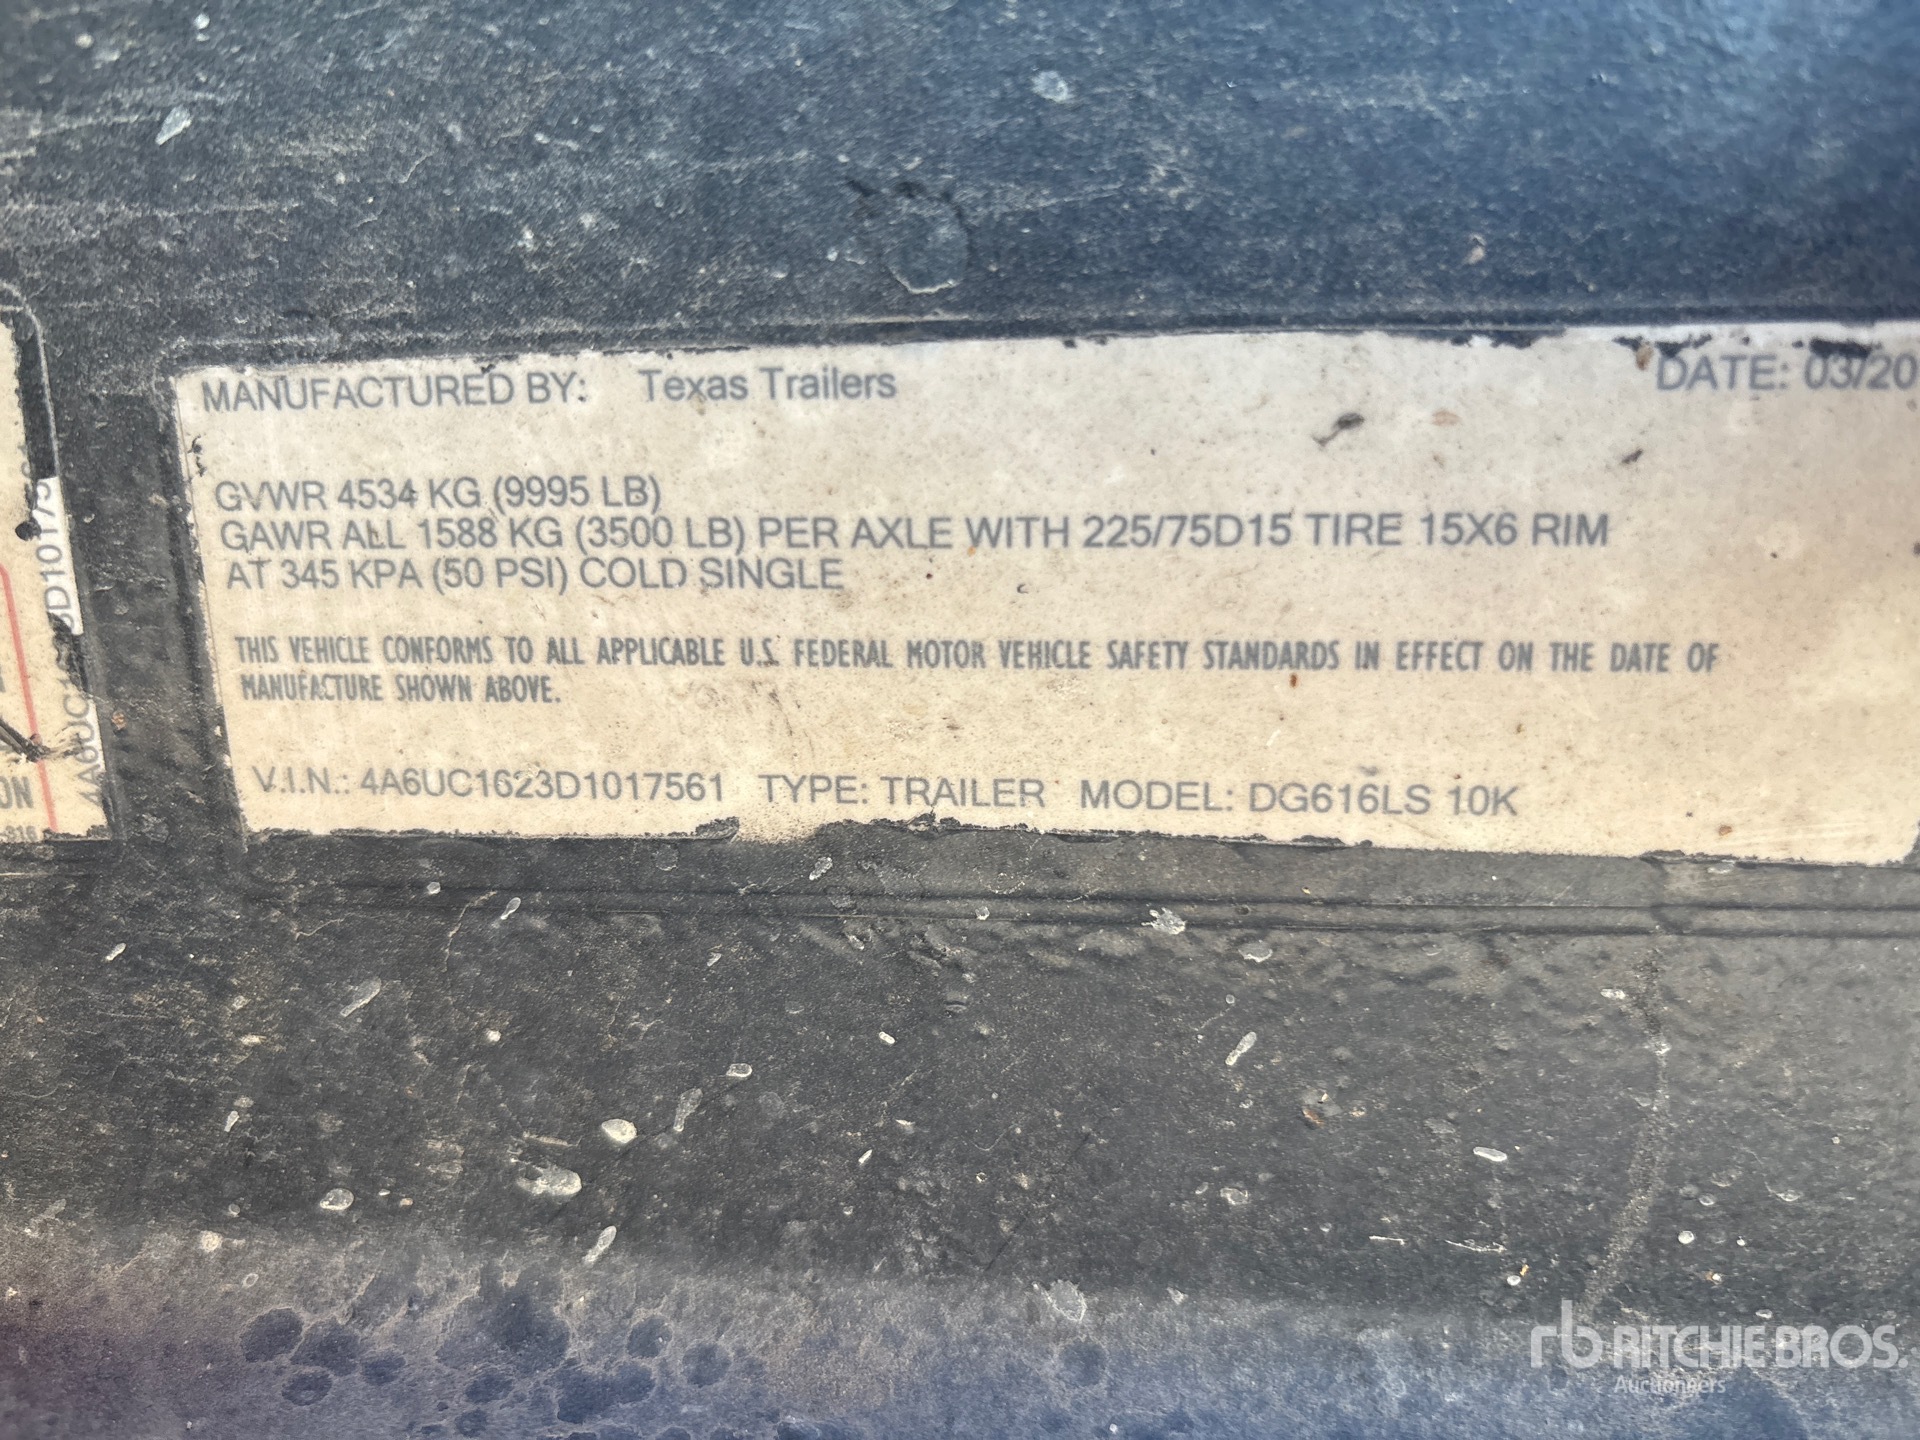 MANUFACTURED BY: Texas Trailers DATE: 03/20
GVWR 4534 KG (9995 LB)
GAWR ALL 1588 KG (3500 LB) PER AXLE WITH 225/75D15 TIRE 15X6 RIM
AT 345 KPA (50 PSI) COLD SINGLE
THIS VEHICLE CONFORMS TO ALL APPLICABLE U.S. FEDERAL MOTOR VEHICLE SAFETY STANDARDS IN EFFECT ON THE DATE OF
MANUFACTURE SHOWN ABOVE.
V.I.N.: 4A6UC1623D1017561 TYPE: TRAILER MODEL: DG616LS 10K
ON
-816
rb RITCHIE BROS.
Auctioneers